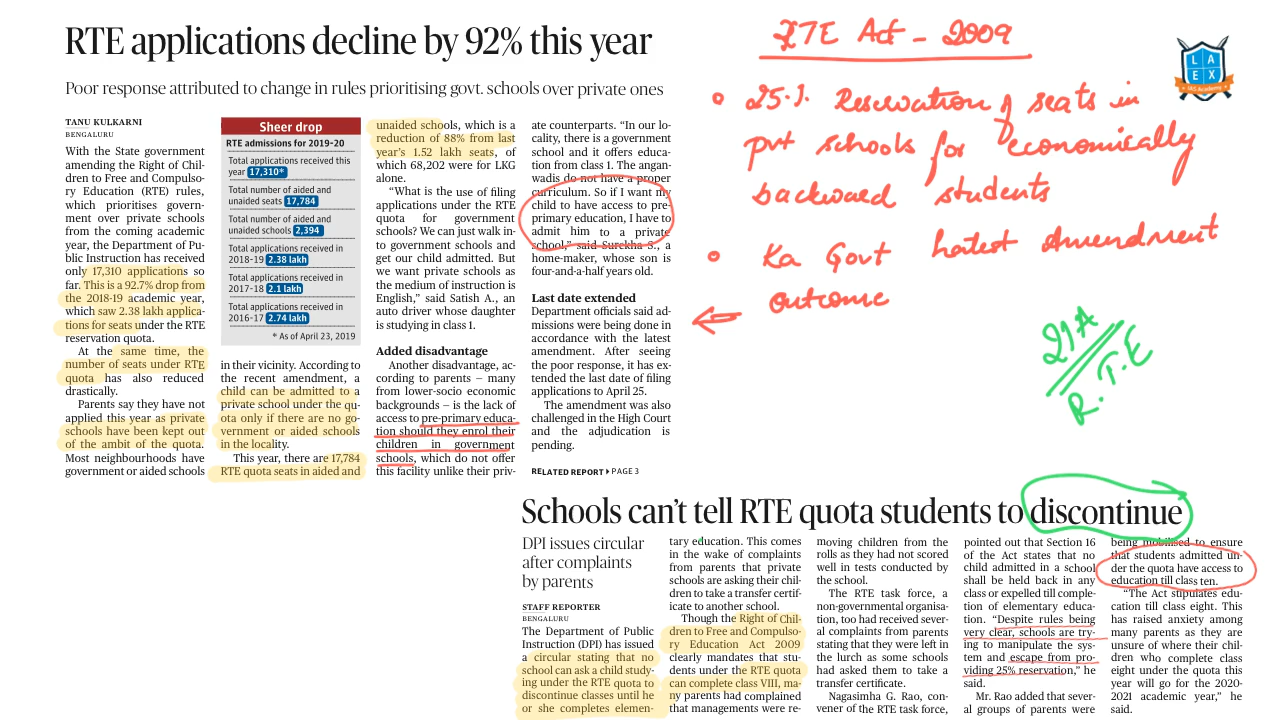 RTE applications decline by 92% this year
Poor response attributed to change in rules prioritising govt. schools over private ones
TANU KULKARNI
BENGALURU
With the State government
amending the Right of Chil-
dren to Free and Compulso-
ry Education (RTE) rules,
which prioritises govern-
ment over private schools
from the coming academic
year, the Department of Pu-
blic Instruction has received
only 17,310 applications so
far. This is a 92.7% drop from
the 2018-19 academic year,
which saw 2.38 lakh applica-
tions for seats under the RTE
reservation quota.
At the same time, the
number of seats under RTE
quota has also reduced
drastically.
Parents say they have not
applied this year as private
schools have been kept out
of the ambit of the quota.
Most neighbourhoods have
government or aided schools
Sheer drop
RTE admissions for 2019-20
Total applications received this
year 17,310*
Total number of aided and
unaided seats 17,784
Total number of aided and
unaided schools 2,394
Total applications received in
2018-19 2.38 lakh
Total applications received in
2017-18 2.1 lakh
Total applications received in
2016-17 2.74 lakh
* As of April 23, 2019
in their vicinity. According to
the recent amendment, a
child can be admitted to a
private school under the qu-
ota only if there are no go-
vernment or aided schools
in the locality.
This year, there are 17,784
RTE quota seats in aided and
unaided schools, which is a
reduction of 88% from last
year's 1.52 lakh seats, of
which 68,202 were for LKG
alone.
"What is the use of filing
applications under the RTE
quota for government
schools? We can just walk in-
to government schools and
get our child admitted. But
we want private schools as
the medium of instruction is
English," said Satish A., an
auto driver whose daughter
is studying in class 1.
Added disadvantage
Another disadvantage, ac-
cording to parents – many
from lower-socio economic
backgrounds – is the lack of
access to pre-primary educa-
tion should they enrol their
children in government
schools, which do not offer
this facility unlike their priv-
ate counterparts. "In our lo-
cality, there is a government
school and it offers educa-
tion from class 1. The angan-
wadis do not have a proper
curriculum. So if I want my
child to have access to pre-
primary education, I have to
admit him to a private
school," said Surekha S., a
home-maker, whose son is
four-and-a-half years old.
Last date extended
Department officials said ad-
missions were being done in
accordance with the latest
amendment. After seeing
the poor response, it has ex-
tended the last date of filing
applications to April 25.
The amendment was also
challenged in the High Court
and the adjudication is
pending.
RELATED REPORT ▸ PAGE 3
RTE Act - 2009
25%. Reservation of seats in
pvt schools for economically
backward students
Ka Govt latest Amendment
outcome
21A
R.T.E
LAEX
IAS Academy
Schools can't tell RTE quota students to discontinue
DPI issues circular
after complaints
by parents
STAFF REPORTER
BENGALURU
The Department of Public
Instruction (DPI) has issued
a circular stating that no
school can ask a child study-
ing under the RTE quota to
discontinue classes until he
or she completes elemen-
tary education. This comes
in the wake of complaints
from parents that private
schools are asking their chil-
dren to take a transfer certif-
icate to another school.
Though the Right of Chil-
dren to Free and Compulso-
ry Education Act 2009
clearly mandates that stu-
dents under the RTE quota
can complete class VIII, ma-
ny parents had complained
that managements were re-
moving children from the
rolls as they had not scored
well in tests conducted by
the school.
The RTE task force, a
non-governmental organisa-
tion, too had received sever-
al complaints from parents
stating that they were left in
the lurch as some schools
had asked them to take a
transfer certificate.
Nagasimha G. Rao, con-
vener of the RTE task force,
pointed out that Section 16
of the Act states that no
child admitted in a school
shall be held back in any
class or expelled till comple-
tion of elementary educa-
tion. "Despite rules being
very clear, schools are try-
ing to manipulate the sys-
tem and escape from pro-
viding 25% reservation," he
said.
Mr. Rao added that sever-
al groups of parents were
being mobilised to ensure
that students admitted un-
der the quota have access to
education till class ten.
"The Act stipulates edu-
cation till class eight. This
has raised anxiety among
many parents as they are
unsure of where their chil-
dren who complete class
eight under the quota this
year will go for the 2020-
2021 academic year," he
said.